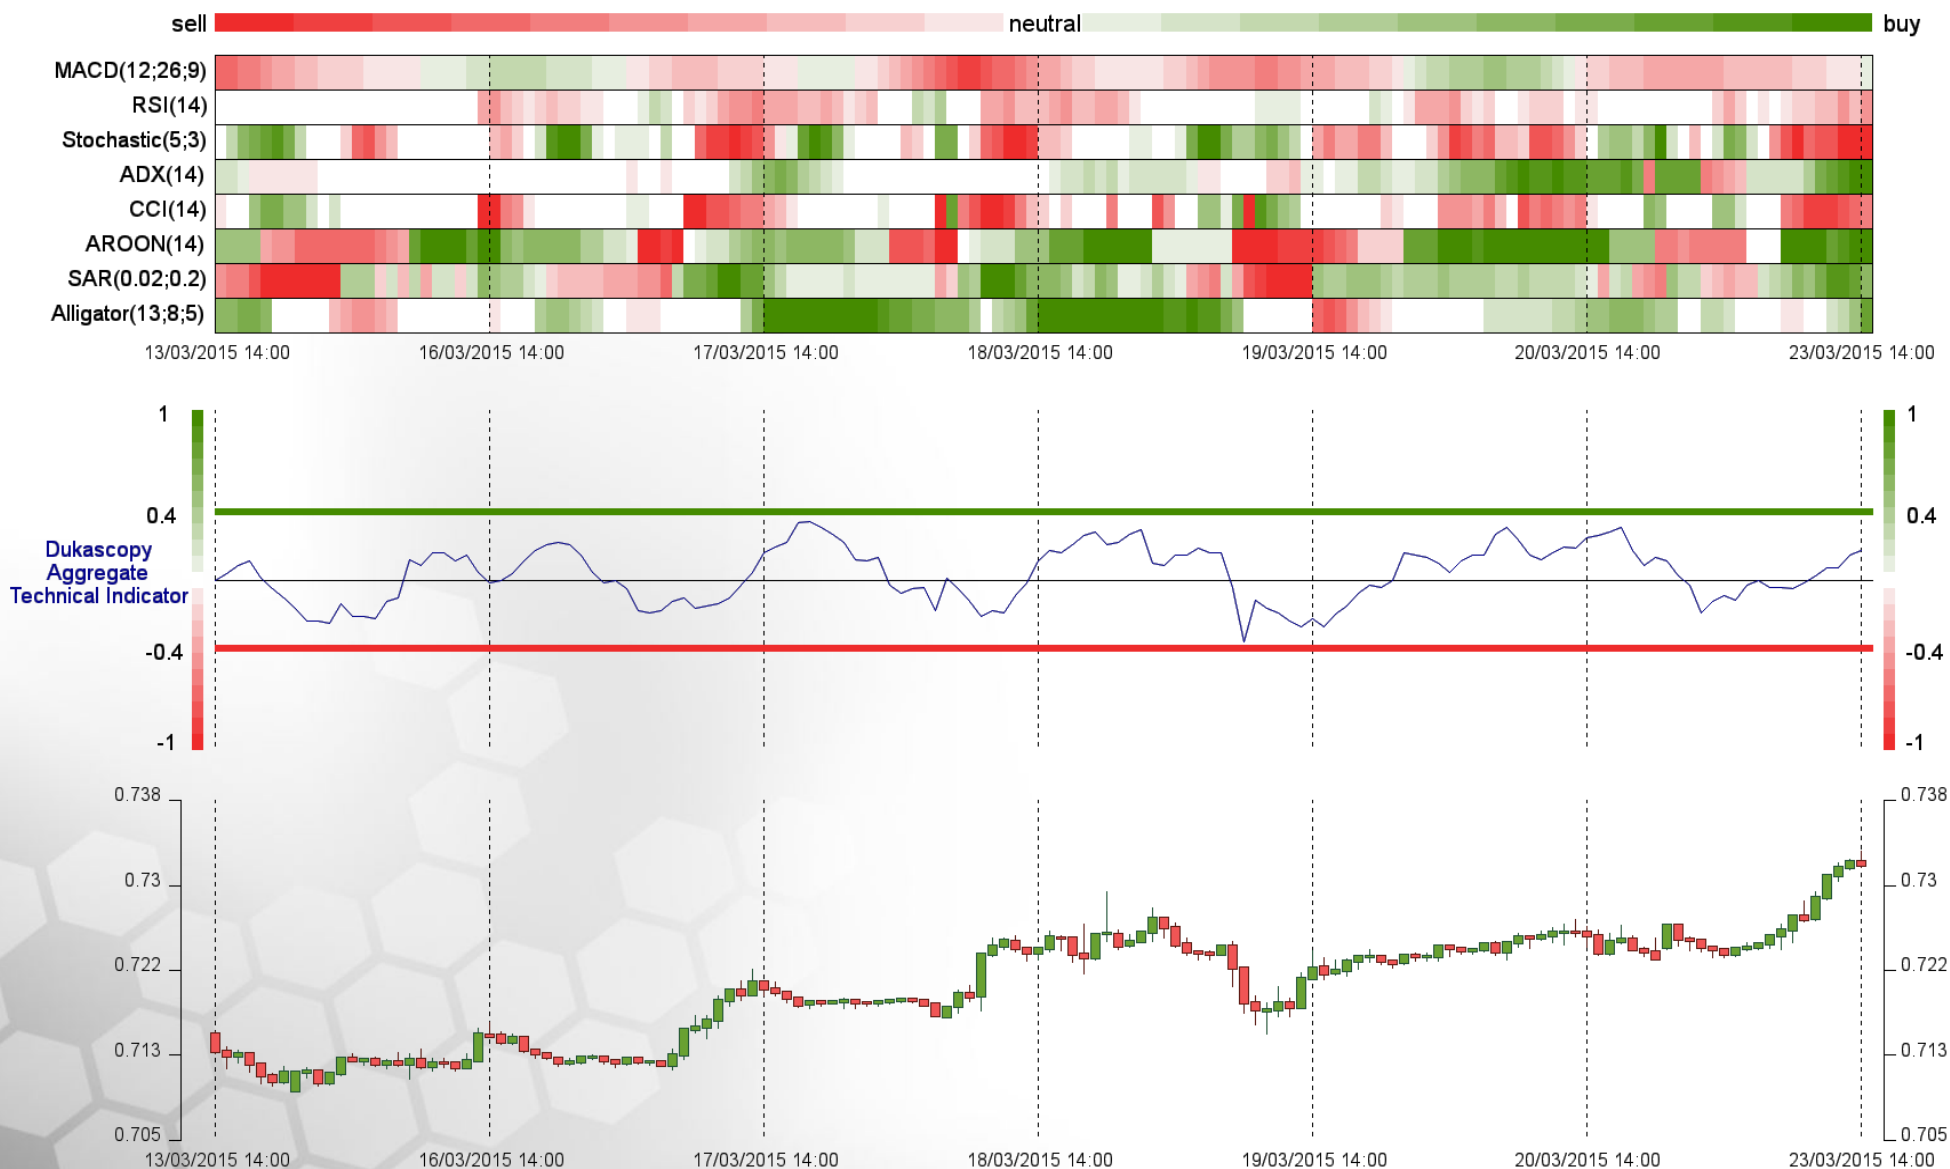 sell neutral buy
MACD(12;26;9)
RSI(14)
Stochastic(5;3)
ADX(14)
CCI(14)
AROON(14)
SAR(0.02;0.2)
Alligator(13;8;5)
13/03/2015 14:00 16/03/2015 14:00 17/03/2015 14:00 18/03/2015 14:00 19/03/2015 14:00 20/03/2015 14:00 23/03/2015 14:00
1 1
0.4 0.4
Dukascopy
Aggregate
Technical Indicator
-0.4 -0.4
-1 -1
0.738 0.738
0.73 0.73
0.722 0.722
0.713 0.713
0.705 0.705
13/03/2015 14:00 16/03/2015 14:00 17/03/2015 14:00 18/03/2015 14:00 19/03/2015 14:00 20/03/2015 14:00 23/03/2015 14:00